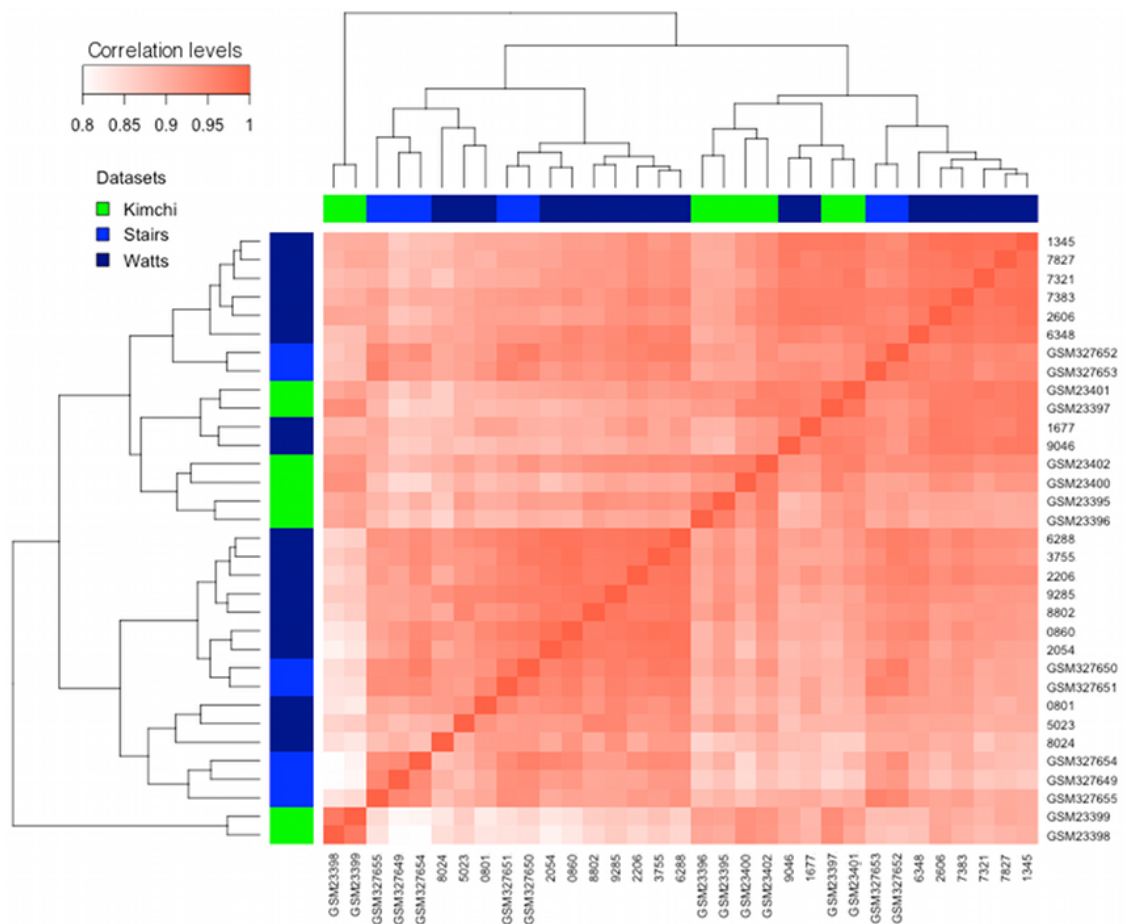 Correlation levels
0.8 0.85 0.9 0.95 1
Datasets
Kimchi
Stairs
Watts
1345
7827
7321
7383
2606
6348
GSM327652
GSM327653
GSM23401
GSM23397
1677
9046
GSM23402
GSM23400
GSM23395
GSM23396
6288
3755
2206
9285
8802
0860
2054
GSM327650
GSM327651
0801
5023
8024
GSM327654
GSM327649
GSM327655
GSM23399
GSM23398
GSM23398
GSM23399
GSM327655
GSM327649
GSM327654
8024
5023
0801
GSM327651
GSM327650
2054
0860
8802
9285
2206
3755
6288
GSM23396
GSM23395
GSM23400
GSM23402
9046
1677
GSM23397
GSM23401
GSM327653
GSM327652
6348
2606
7383
7321
7827
1345